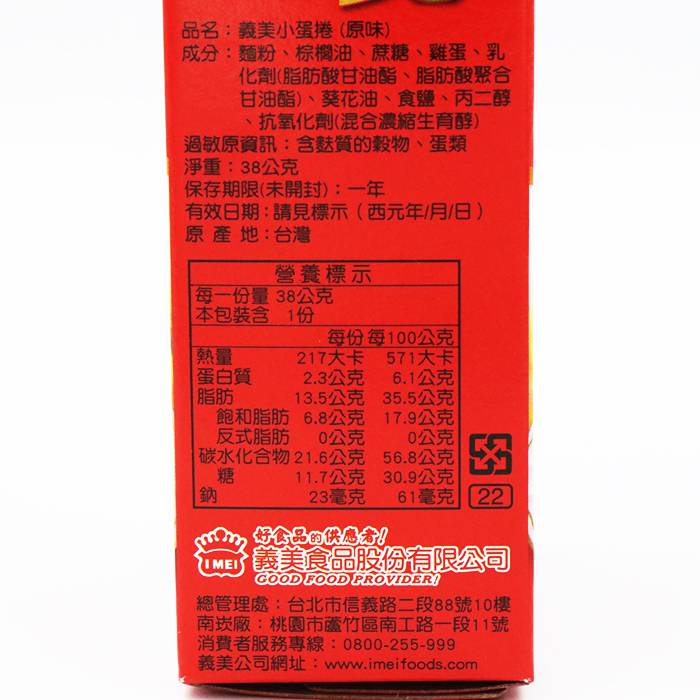 品名：義美小蛋捲 (原味)
成分：麵粉、棕櫚油、蔗糖、雞蛋、乳
化劑(脂肪酸甘油酯、脂肪酸聚合
甘油酯)、葵花油、食鹽、丙二醇
、抗氧化劑(混合濃縮生育醇)
過敏原資訊：含麩質的穀物、蛋類
淨重：38公克
保存期限(未開封)：一年
有效日期：請見標示（西元年/月/日）
原 產 地：台灣
營養標示
每一份量 38公克
本包裝含 1份
每份 每100公克
熱量 217大卡 571大卡
蛋白質 2.3公克 6.1公克
脂肪 13.5公克 35.5公克
飽和脂肪 6.8公克 17.9公克
反式脂肪 0公克 0公克
碳水化合物 21.6公克 56.8公克
糖 11.7公克 30.9公克
鈉 23毫克 61毫克
22
好食品的供應者!
I MEI 義美食品股份有限公司
GOOD FOOD PROVIDER!
總管理處：台北市信義路二段88號10樓
南崁廠：桃園市蘆竹區南工路一段11號
消費者服務專線：0800-255-999
義美公司網址：www.imeifoods.com